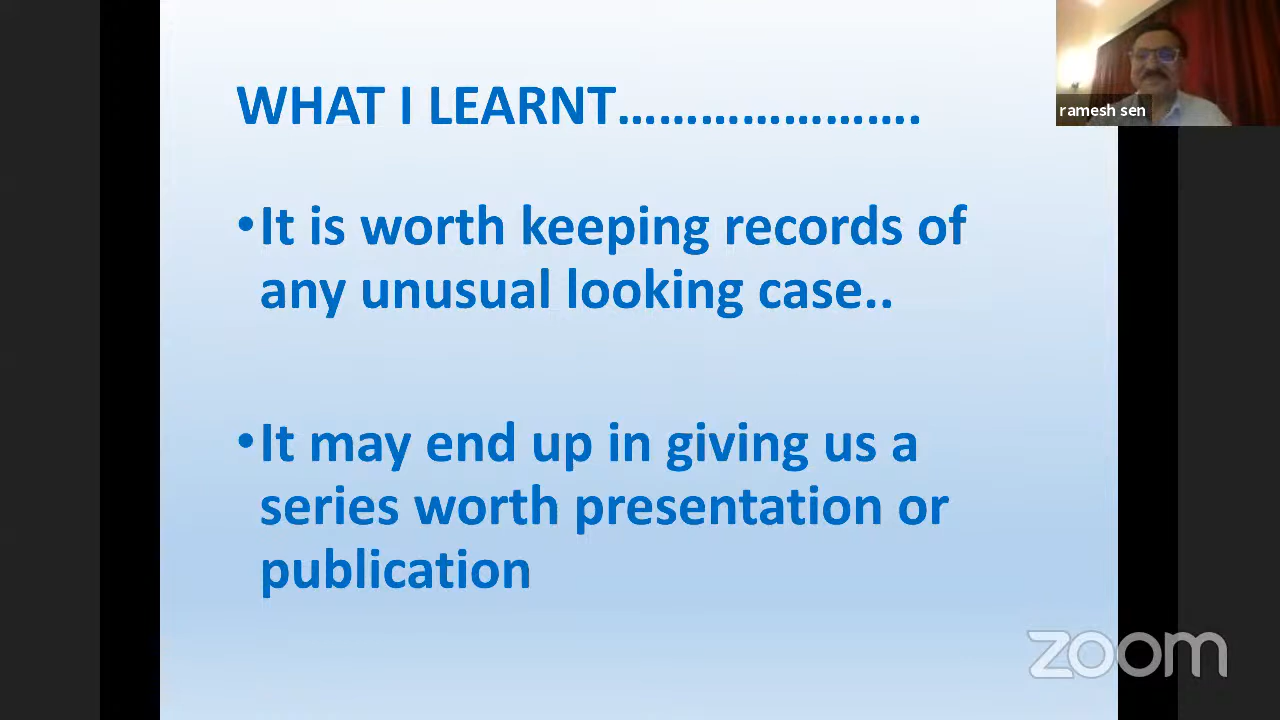 WHAT I LEARNT…………………….
•It is worth keeping records of
any unusual looking case..
•It may end up in giving us a
series worth presentation or
publication
ramesh sen
zoom